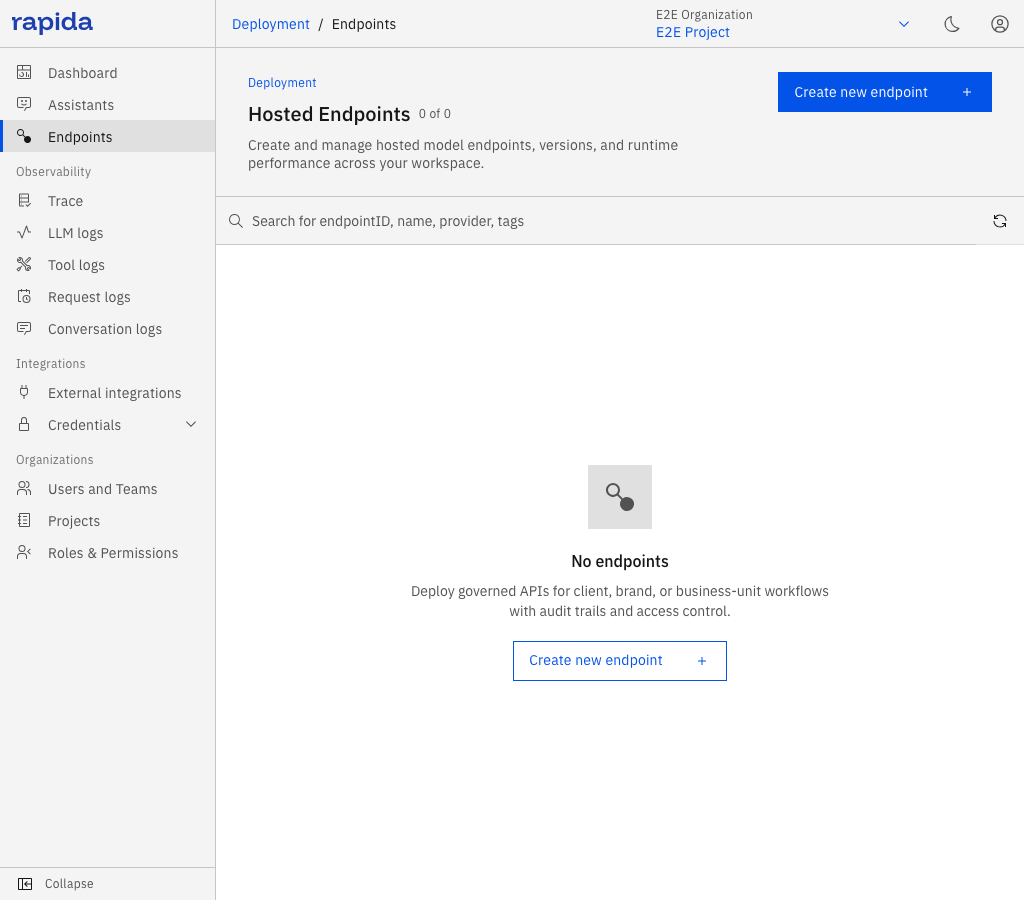 rapida
Deployment / Endpoints
E2E Organization
E2E Project
Dashboard
Assistants
Endpoints
Observability
Trace
LLM logs
Tool logs
Request logs
Conversation logs
Integrations
External integrations
Credentials
Organizations
Users and Teams
Projects
Roles & Permissions
Collapse
Deployment
Hosted Endpoints 0 of 0
Create and manage hosted model endpoints, versions, and runtime
performance across your workspace.
Create new endpoint +
Search for endpointID, name, provider, tags
No endpoints
Deploy governed APIs for client, brand, or business-unit workflows
with audit trails and access control.
Create new endpoint +